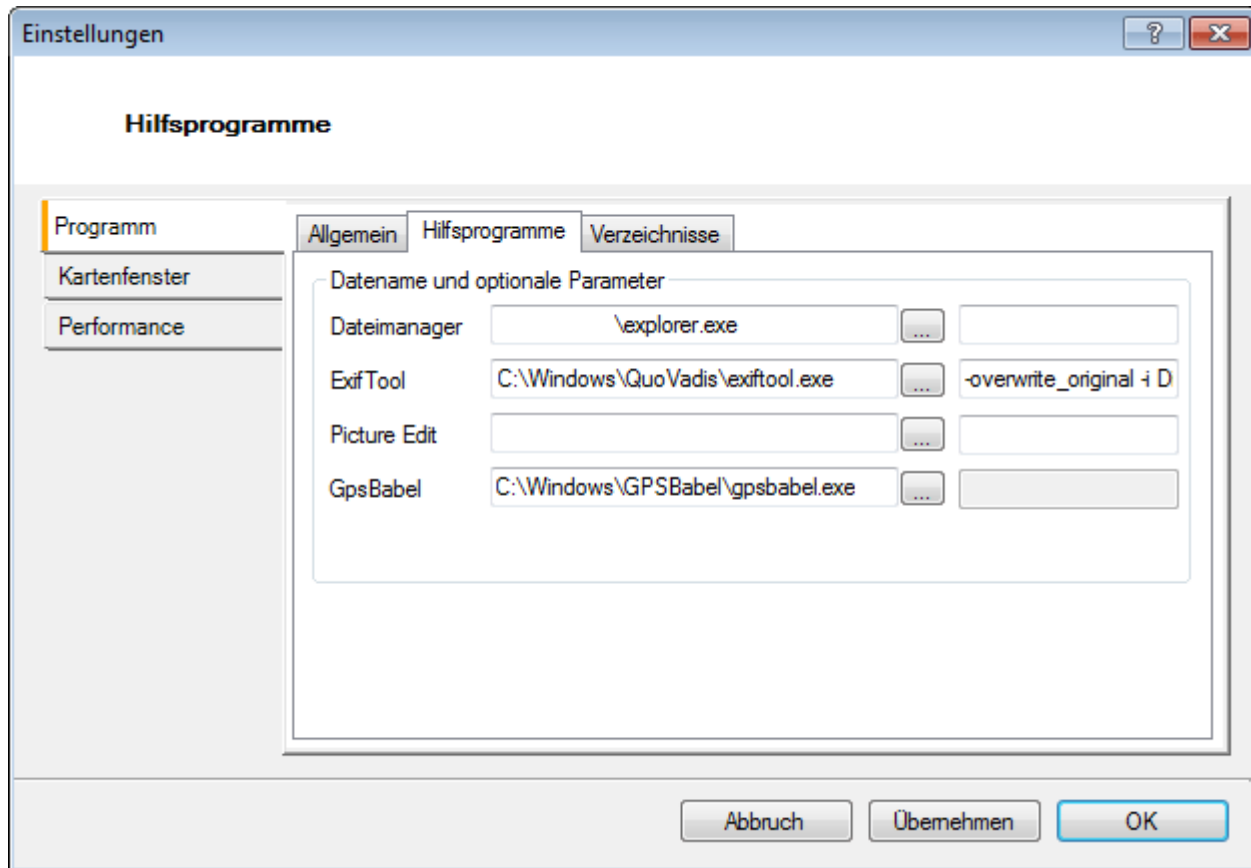 Einstellungen
Hilfsprogramme
Programm
Kartenfenster
Performance
Allgemein Hilfsprogramme Verzeichnisse
Datename und optionale Parameter
Dateimanager \explorer.exe ...
ExifTool C:\Windows\QuoVadis\exiftool.exe ... -overwrite_original -i D
Picture Edit ...
GpsBabel C:\Windows\GPSBabel\gpsbabel.exe ...
Abbruch Übernehmen OK